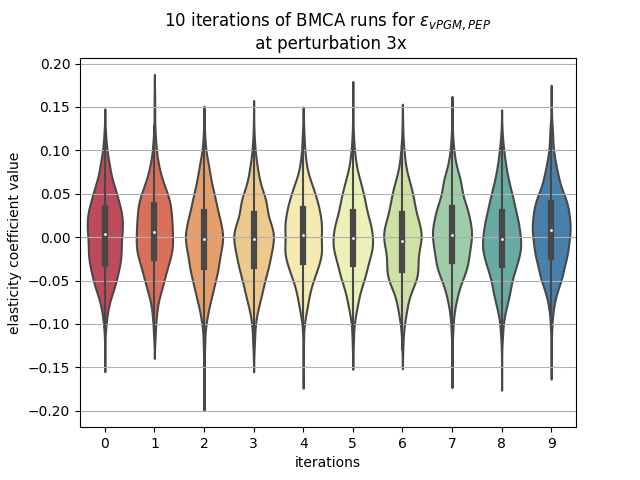 10 iterations of BMCA runs for ε_{vPGM, PEP}
at perturbation 3x
elasticity coefficient value
0.20
0.15
0.10
0.05
0.00
−0.05
−0.10
−0.15
−0.20
0 1 2 3 4 5 6 7 8 9
iterations